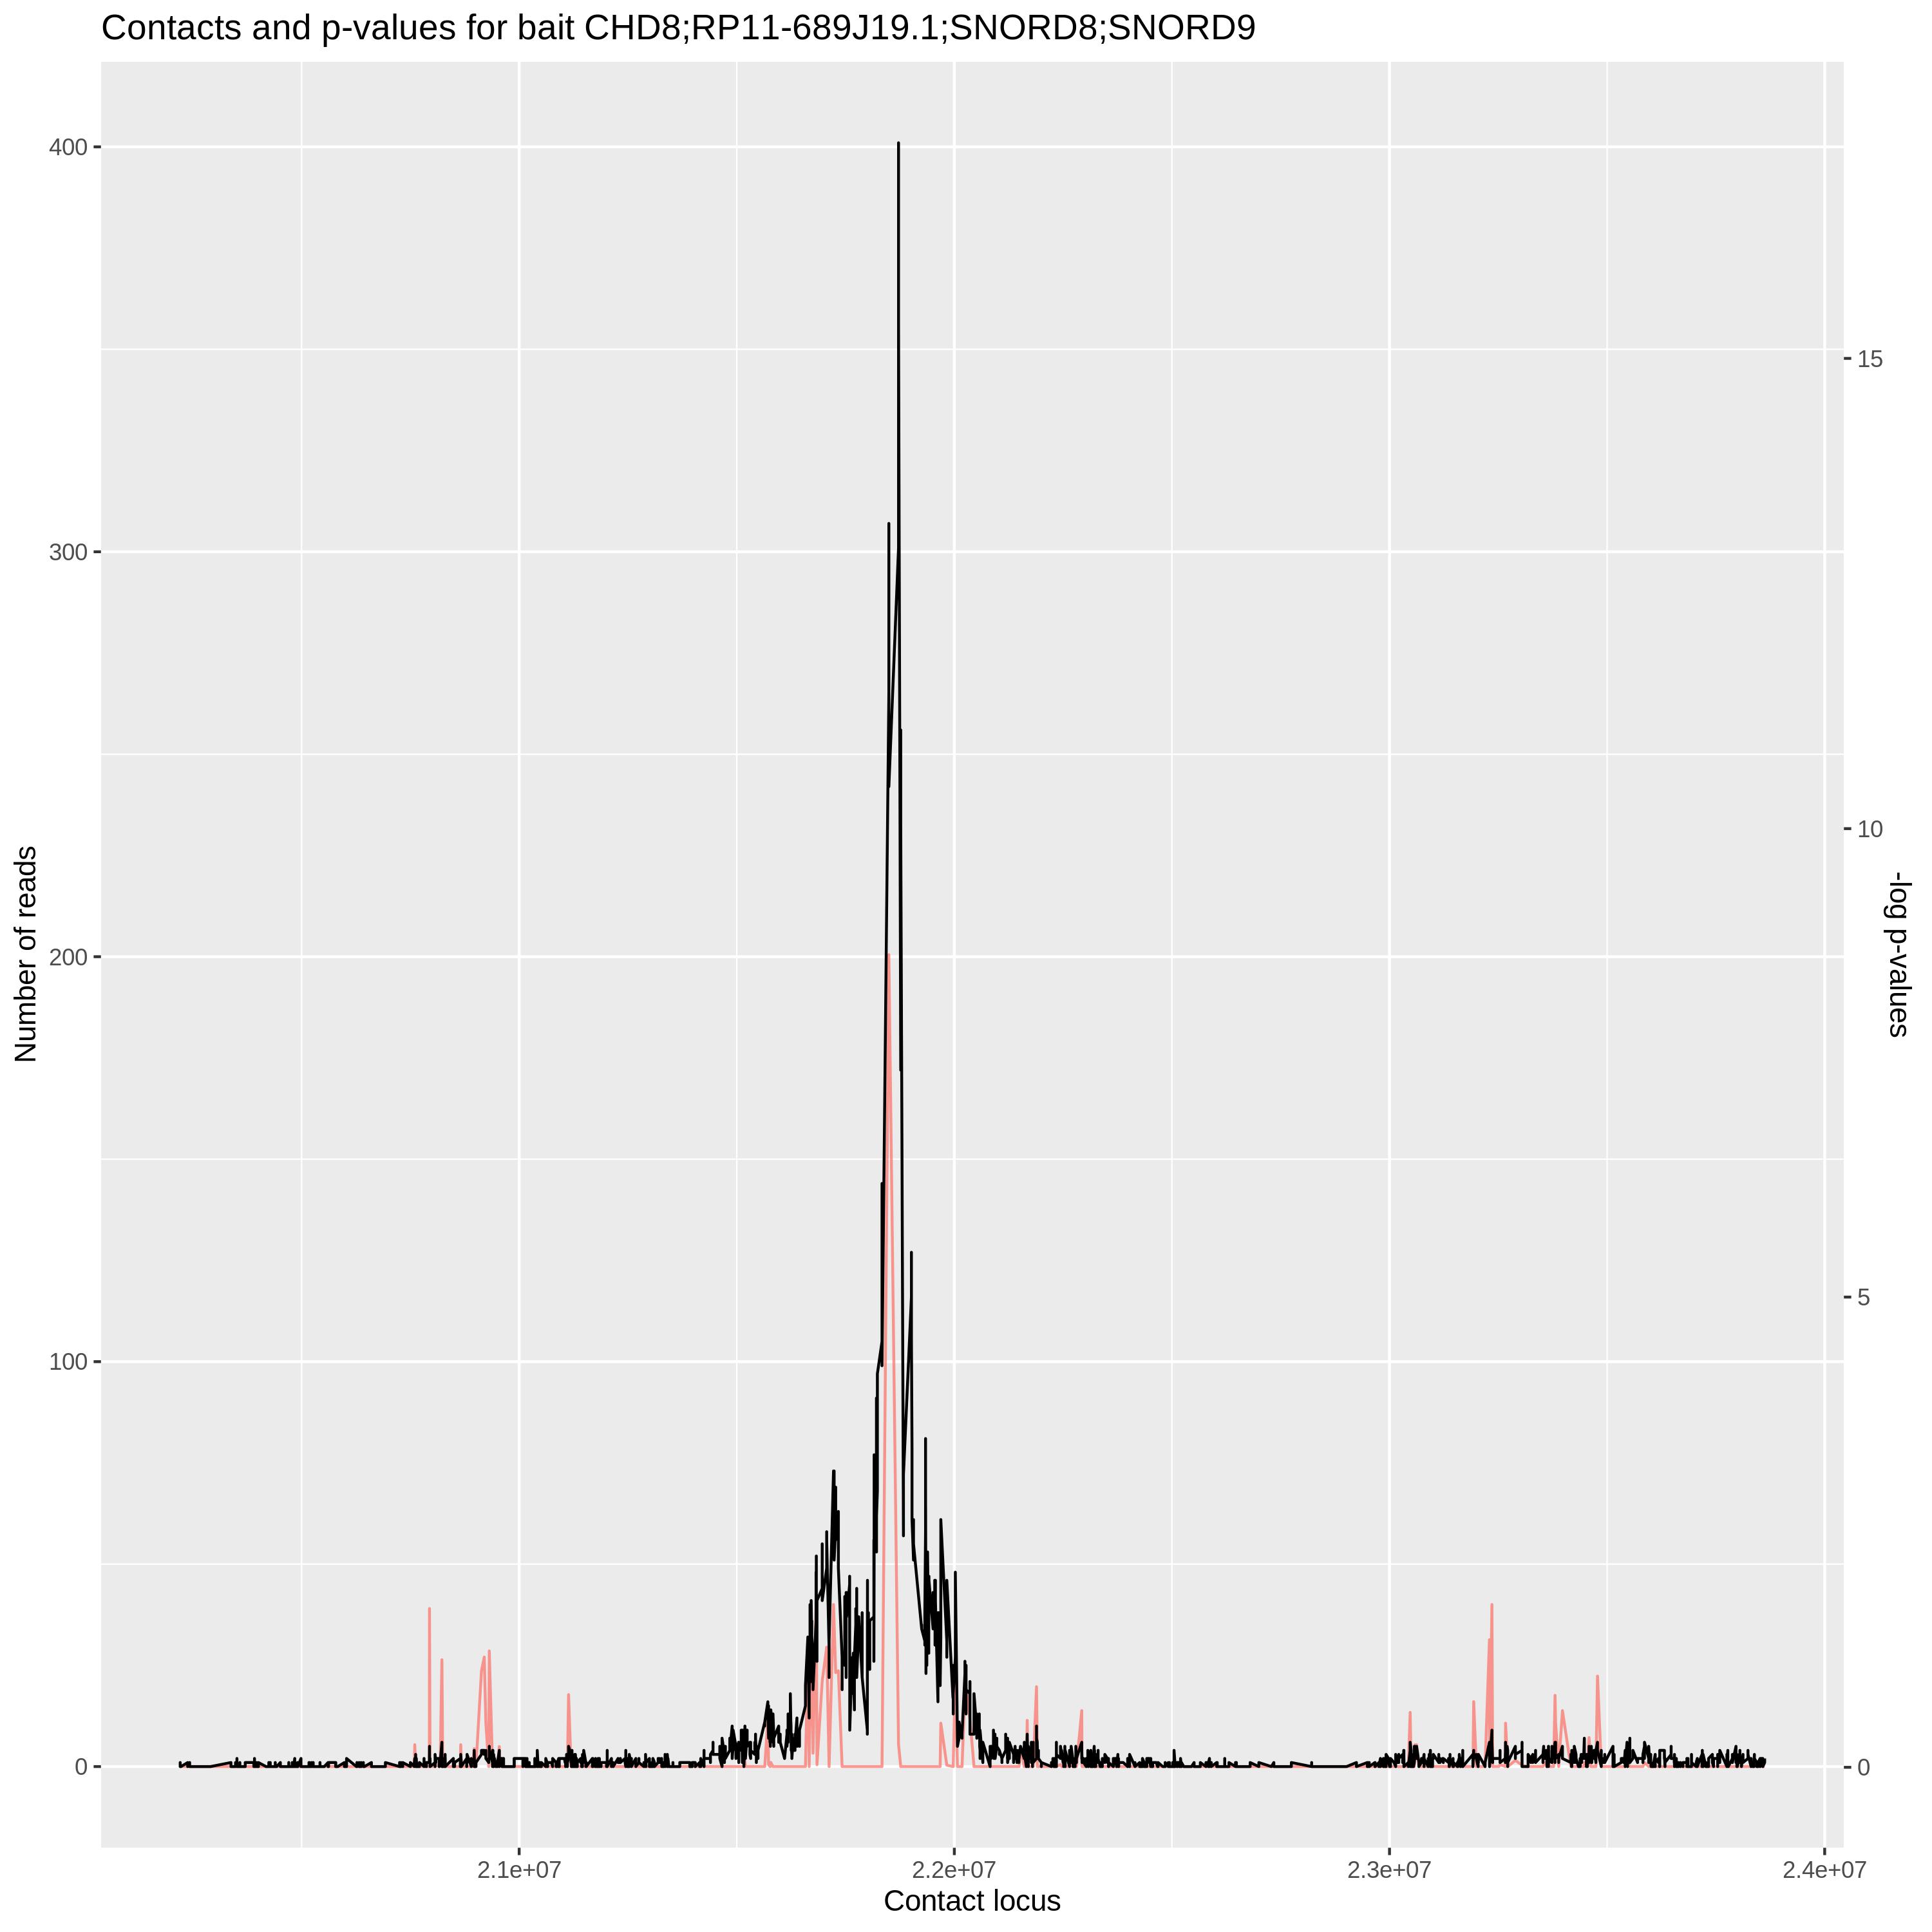 Contacts and p-values for bait CHD8;RP11-689J19.1;SNORD8;SNORD9
400
300
200
100
0
Number of reads
15
10
5
0
-log p-values
2.1e+07
2.2e+07
2.3e+07
2.4e+07
Contact locus